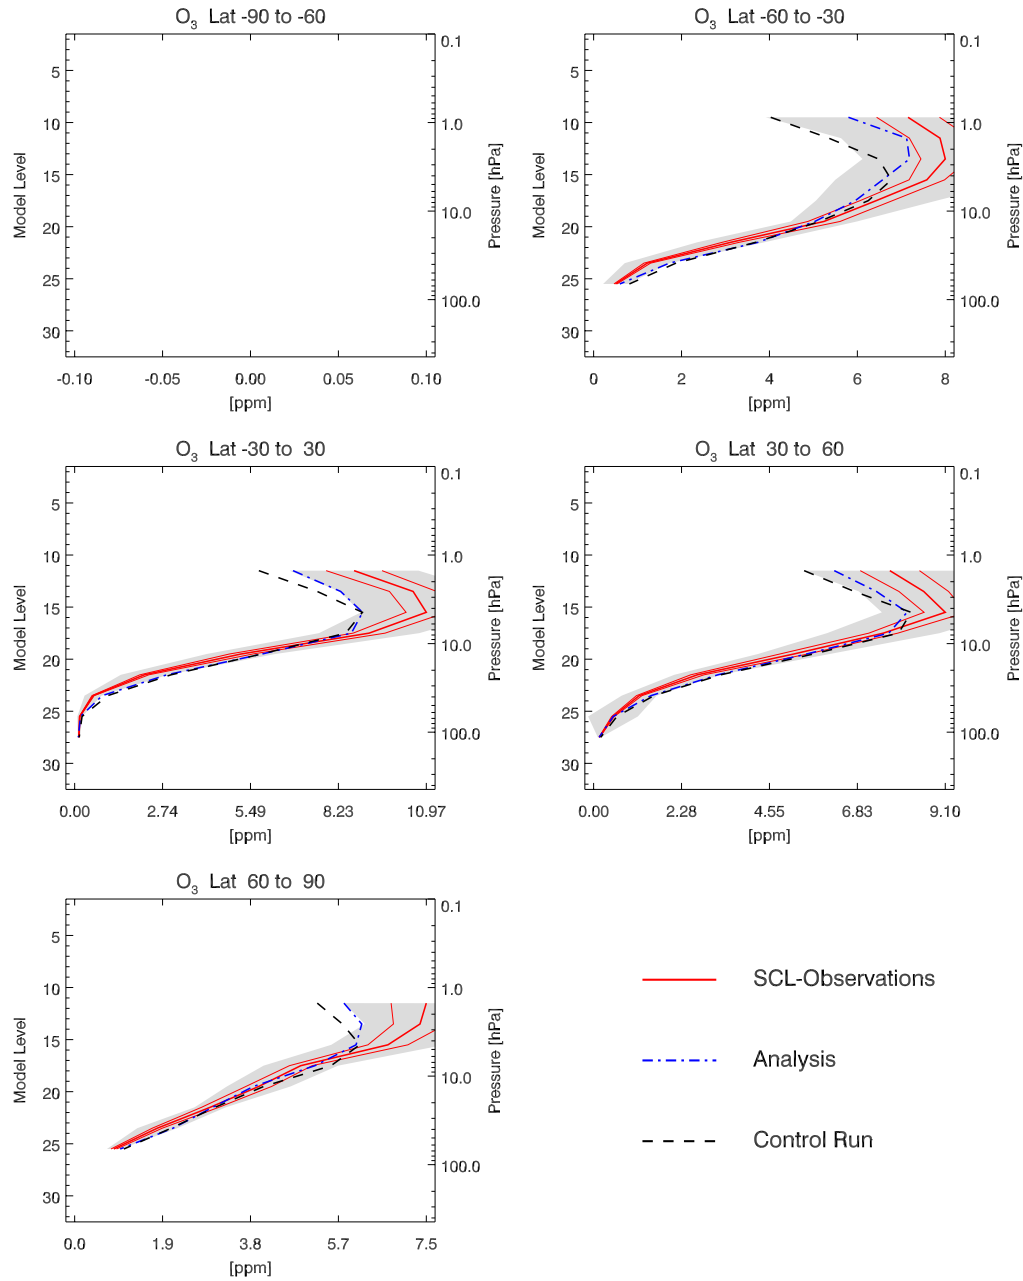 O3 Lat -90 to -60
O3 Lat -60 to -30
5
10
15
20
25
30
Model Level
0.1
1.0
10.0
100.0
Pressure [hPa]
-0.10 -0.05 0.00 0.05 0.10
[ppm]
5
10
15
20
25
30
Model Level
0.1
1.0
10.0
100.0
Pressure [hPa]
0 2 4 6 8
[ppm]
O3 Lat -30 to 30
O3 Lat 30 to 60
5
10
15
20
25
30
Model Level
0.1
1.0
10.0
100.0
Pressure [hPa]
0.00 2.74 5.49 8.23 10.97
[ppm]
5
10
15
20
25
30
Model Level
0.1
1.0
10.0
100.0
Pressure [hPa]
0.00 2.28 4.55 6.83 9.10
[ppm]
O3 Lat 60 to 90
5
10
15
20
25
30
Model Level
0.1
1.0
10.0
100.0
Pressure [hPa]
0.0 1.9 3.8 5.7 7.5
[ppm]
SCL-Observations
Analysis
Control Run